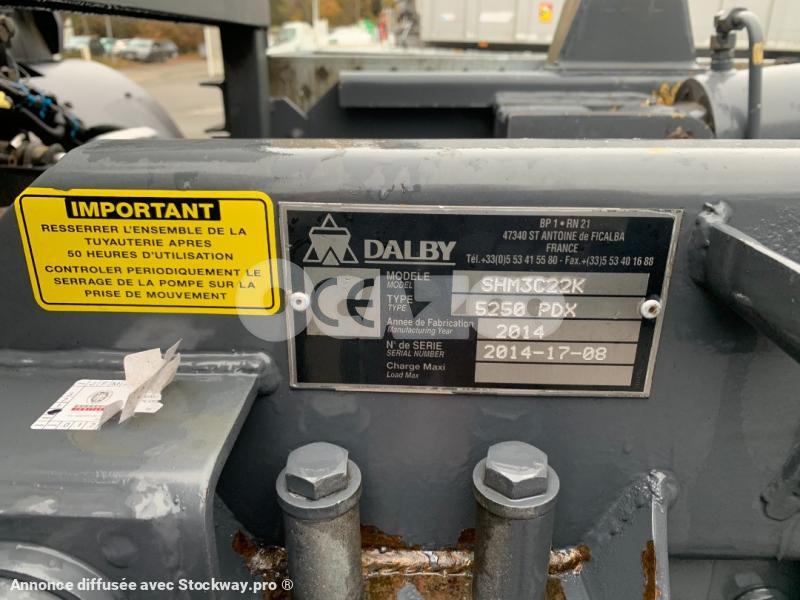 IMPORTANT
RESSERRER L'ENSEMBLE DE LA
TUYAUTERIE APRES
50 HEURES D'UTILISATION
CONTROLER PERIODIQUEMENT LE
SERRAGE DE LA POMPE SUR LA
PRISE DE MOUVEMENT
DALBY
BP 1 • RN 21
47340 ST ANTOINE de FICALBA
FRANCE
Tél.+33(0)5 53 41 55 80 - Fax.+(33)5 53 40 16 88
CE
MODELE SHM3C22K
MODEL
TYPE 5250 PDX
TYPE
Année de Fabrication 2014
Manufacturing Year
N° de SERIE 2014-17-08
SERIAL NUMBER
Charge Maxi
Load Max
Annonce diffusée avec Stockway.pro ®